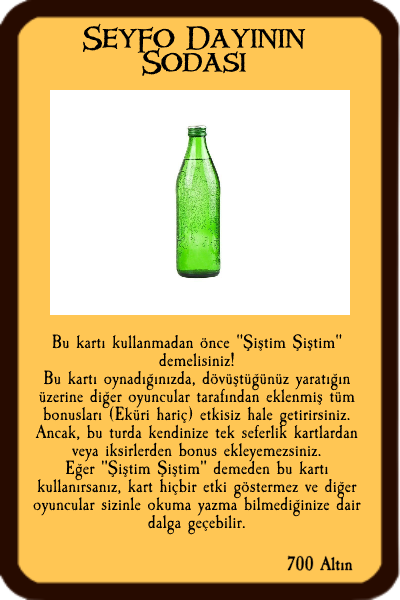 Seyfo Dayının
Sodası
Bu kartı kullanmadan önce "Şiştim Şiştim"
demelisiniz!
Bu kartı oynadığınızda, dövüştüğünüz yaratığın
üzerine diğer oyuncular tarafından eklenmiş tüm
bonusları (Eküri hariç) etkisiz hale getirirsiniz.
Ancak, bu turda kendinize tek seferlik kartlardan
veya iksirlerden bonus ekleyemezsiniz.
Eğer "Şiştim Şiştim" demeden bu kartı
kullanırsanız, kart hiçbir etki göstermez ve diğer
oyuncular sizinle okuma yazma bilmediğinize dair
dalga geçebilir.
700 Altın